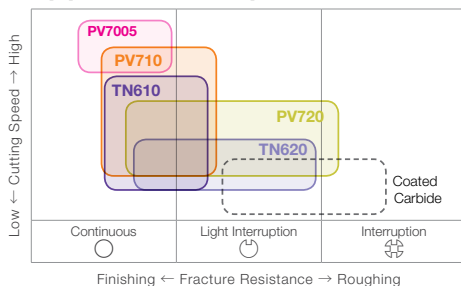 PV7005
PV710
TN610
PV720
TN620
Coated
Carbide
Low ← Cutting Speed → High
Continuous
Light Interruption
Interruption
Finishing ← Fracture Resistance → Roughing